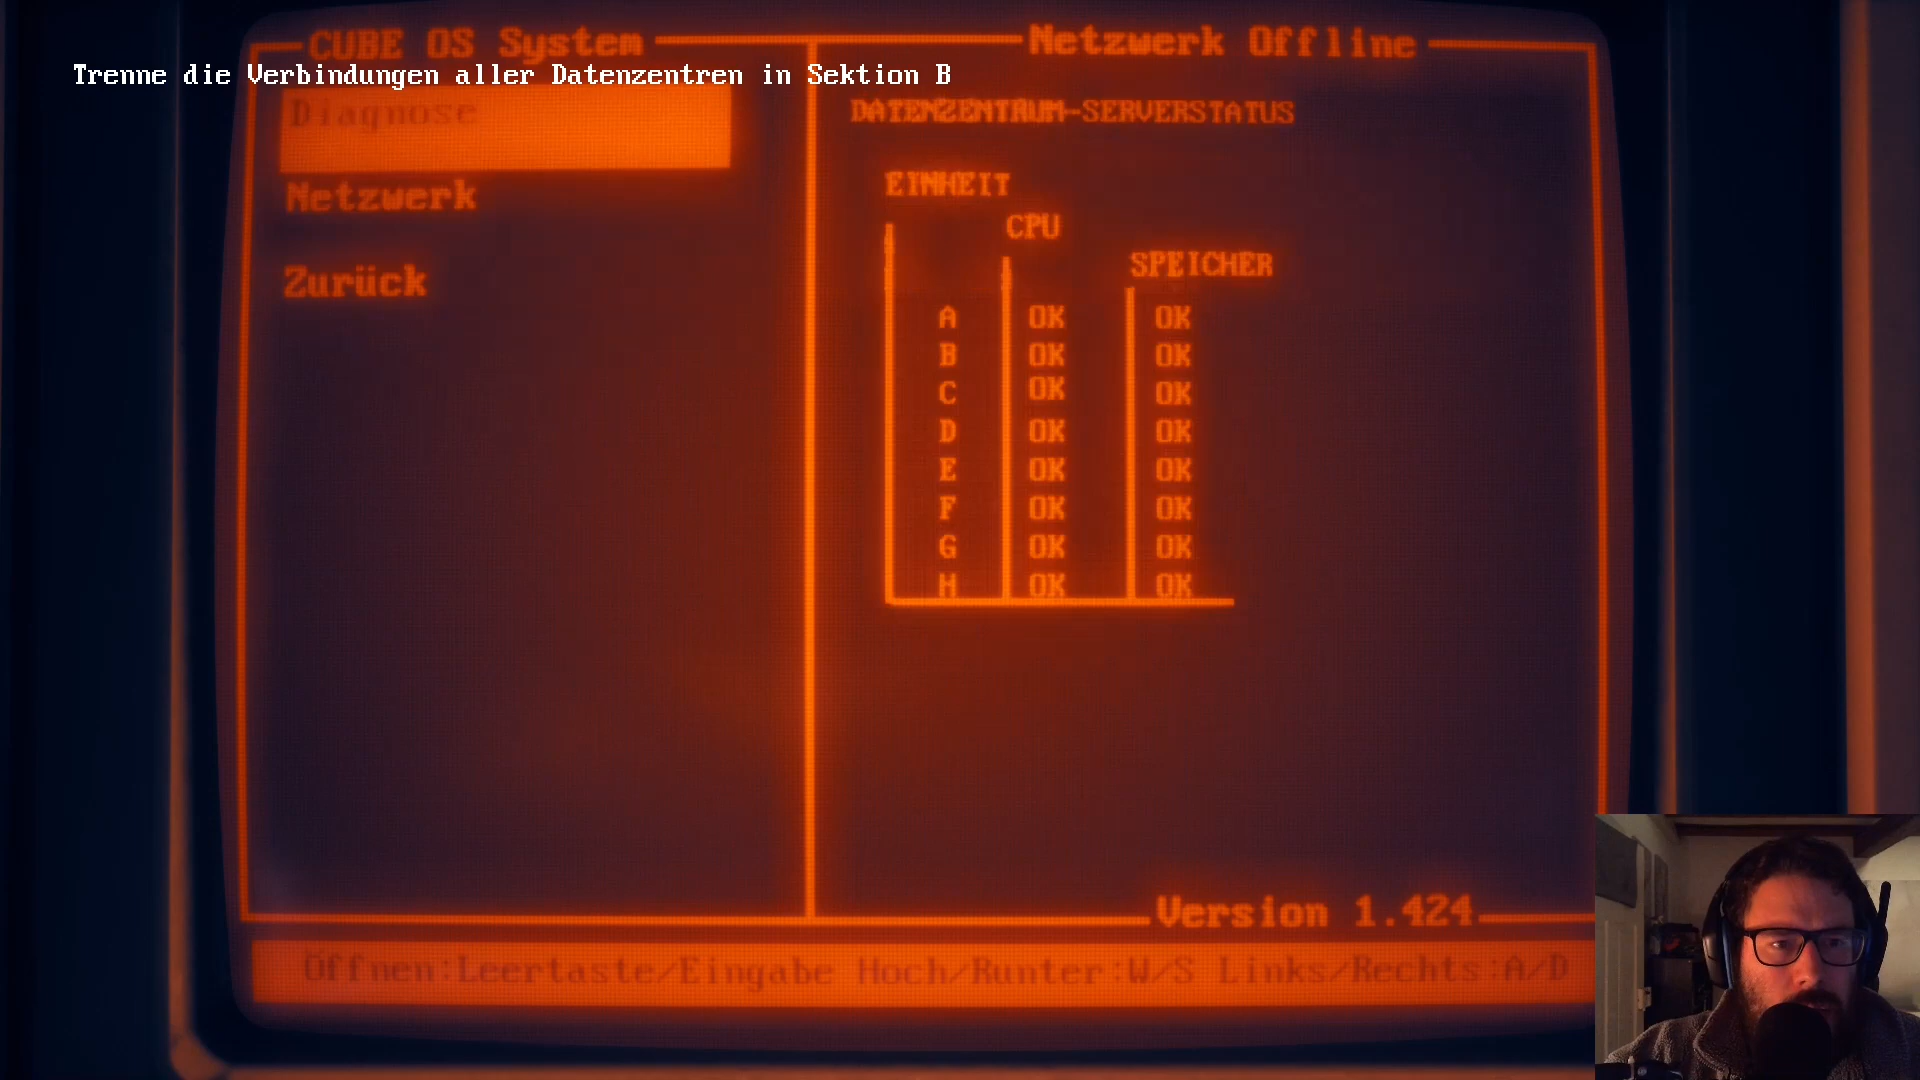 CUBE OS System
Netzwerk Offline
Trenne die Verbindungen aller Datenzentren in Sektion B
Diagnose
Netzwerk
Zurück
DATENZENTRUM-SERVERSTATUS
EINHEIT
CPU
SPEICHER
A OK OK
B OK OK
C OK OK
D OK OK
E OK OK
F OK OK
G OK OK
H OK OK
Version 1.424
Öffnen:Leertaste/Eingabe Hoch/Runter:W/S Links/Rechts:A/D